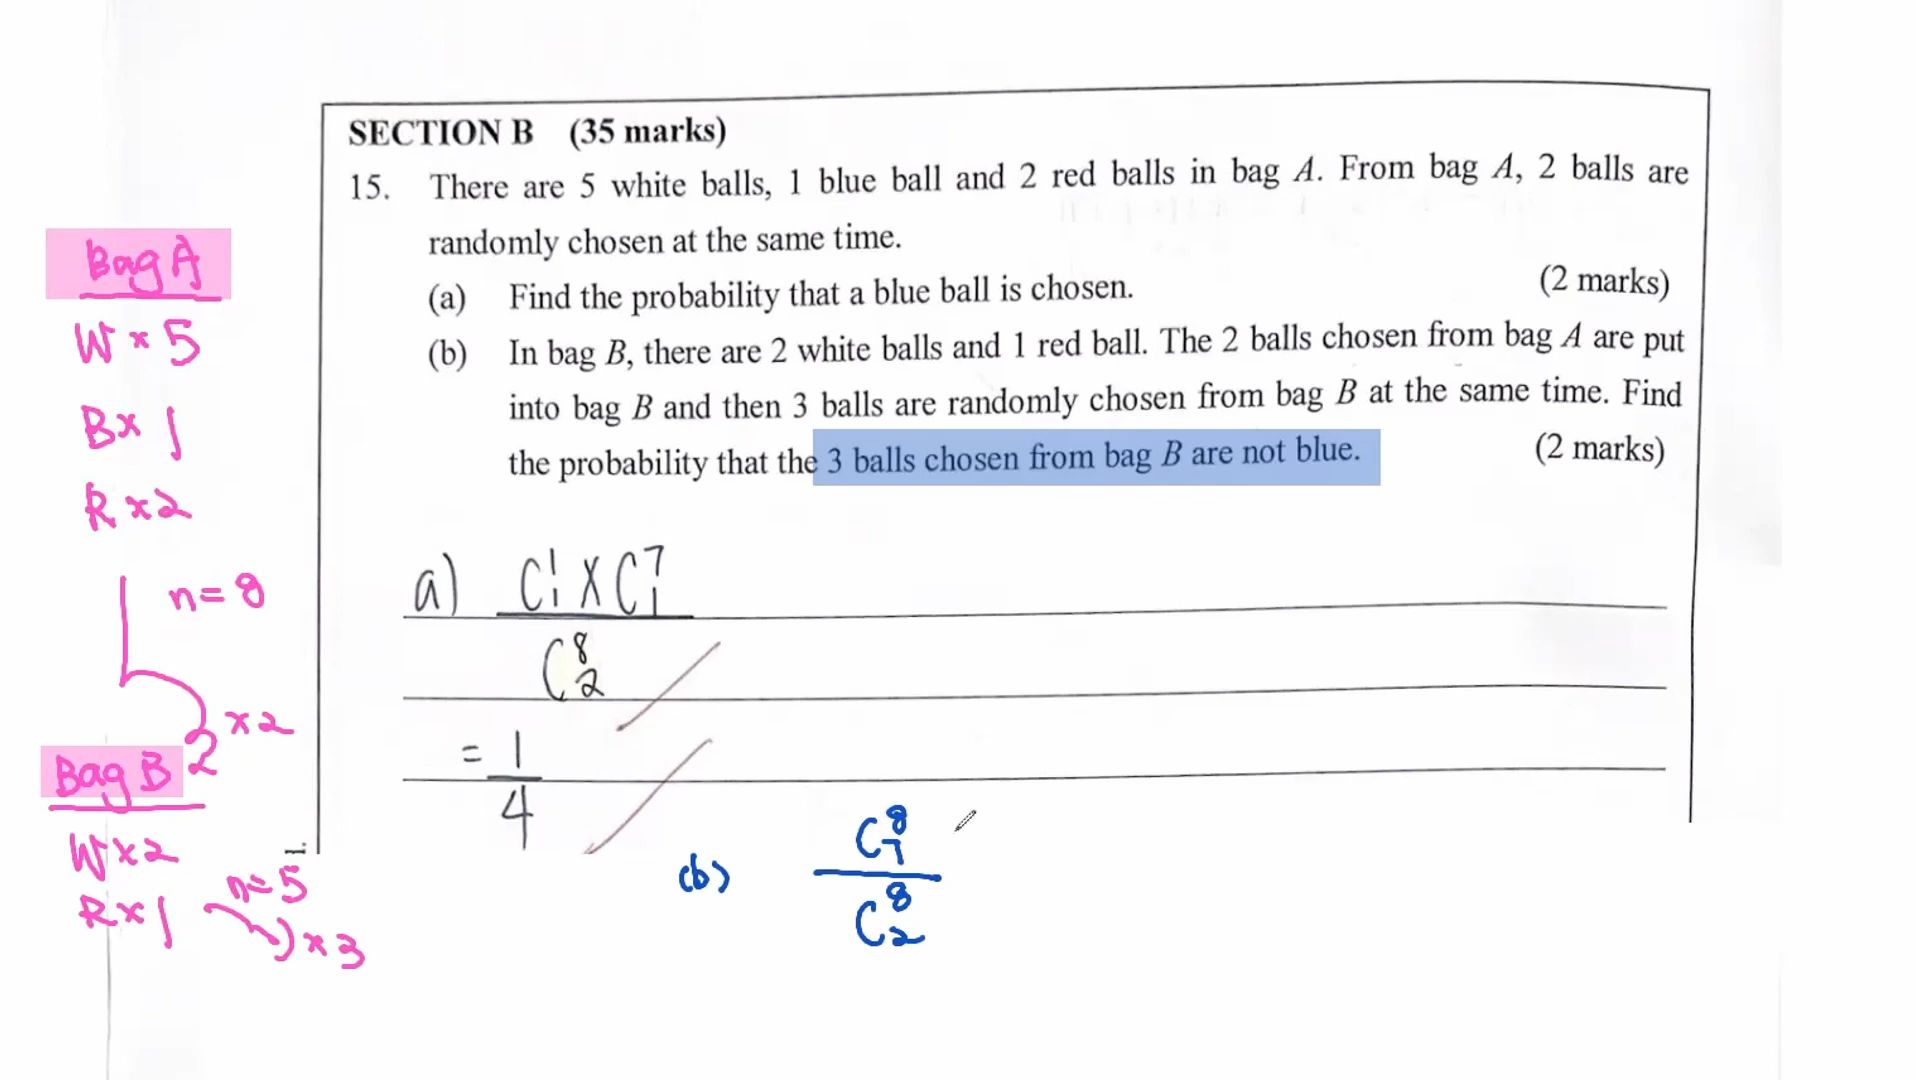 SECTION B (35 marks)
15. There are 5 white balls, 1 blue ball and 2 red balls in bag A. From bag A, 2 balls are
randomly chosen at the same time.
(a) Find the probability that a blue ball is chosen. (2 marks)
(b) In bag B, there are 2 white balls and 1 red ball. The 2 balls chosen from bag A are put
into bag B and then 3 balls are randomly chosen from bag B at the same time. Find
the probability that the 3 balls chosen from bag B are not blue. (2 marks)
Bag A
W × 5
B × 1
R × 2
n = 8
× 2
Bag B
W × 2
R × 1
n = 5
× 3
a) C¹₁ X C⁷₁
C⁸₂
= 1
4
(b) C⁸₇
C⁸₂
1.